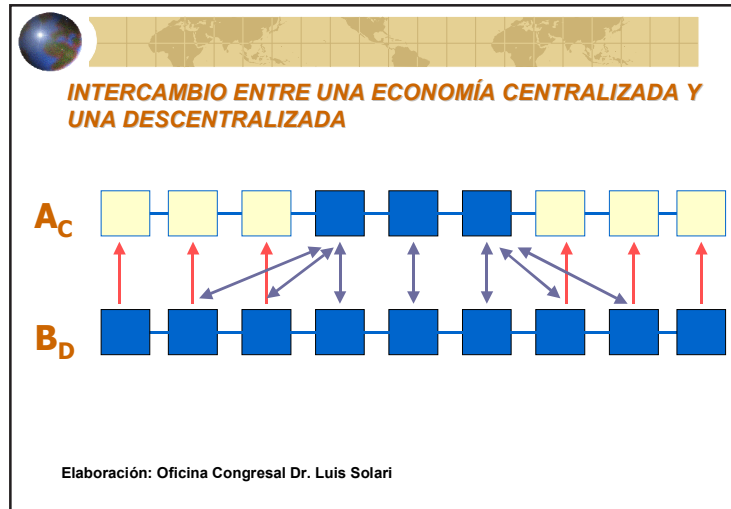 INTERCAMBIO ENTRE UNA ECONOMÍA CENTRALIZADA Y
UNA DESCENTRALIZADA
AC
BD
Elaboración: Oficina Congresal Dr. Luis Solari